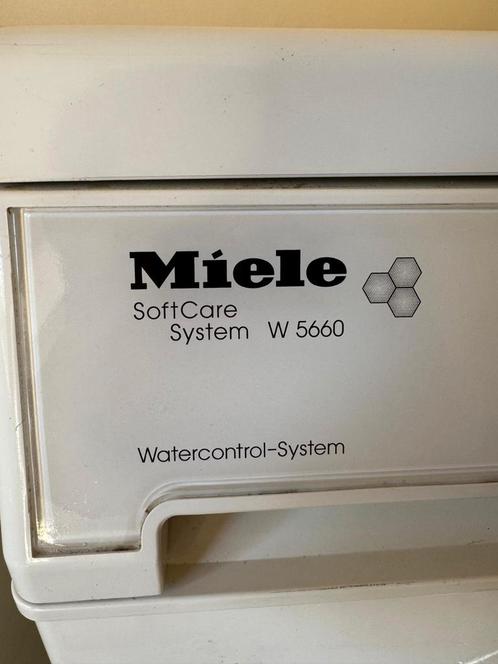 Miele
SoftCare
System W 5660
Watercontrol-System